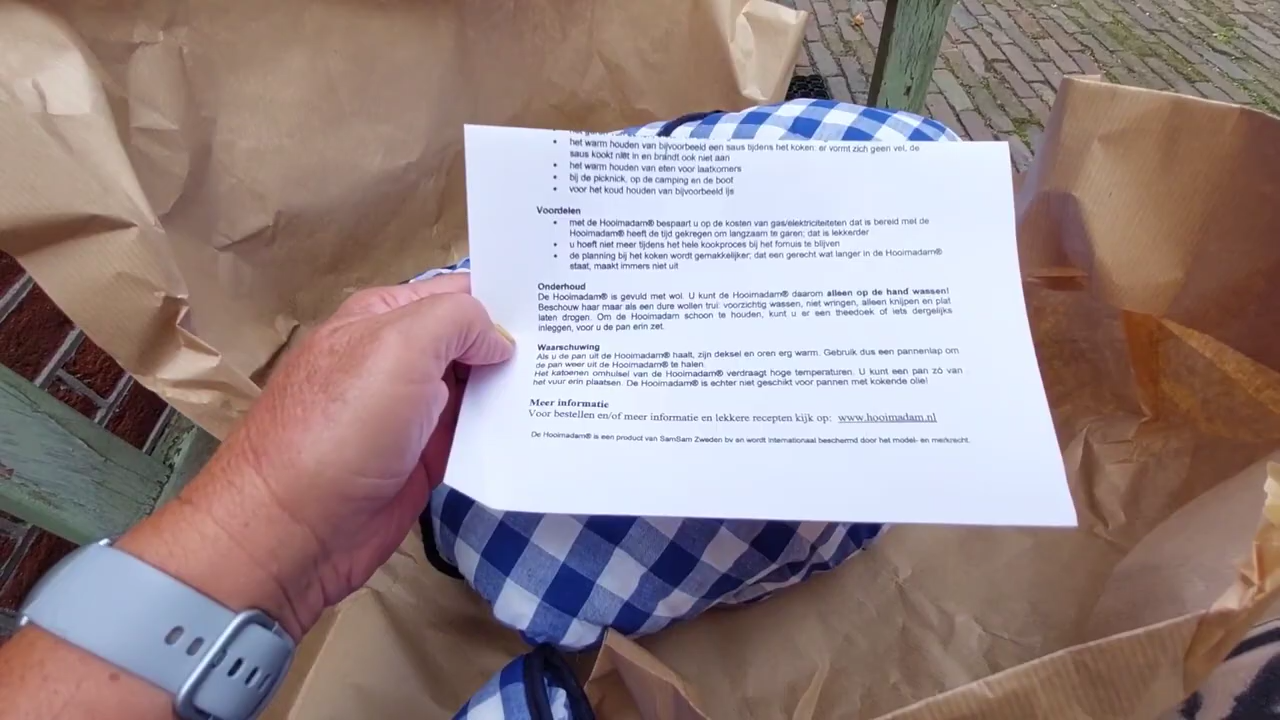 het warm houden van bijvoorbeeld een saus tijdens het koken: er vormt zich geen vel, de
saus kookt niet in en brandt ook niet aan
het warm houden van eten voor laatkomers
bij de picknick, op de camping en de boot
voor het koud houden van bijvoorbeeld ijs
Voordelen
met de Hooimadam® bespaart u op de kosten van gas/elektriciteiteten dat is bereid met de
Hooimadam® heeft de tijd gekregen om langzaam te garen; dat is lekkerder
u hoeft niet meer tijdens het hele kookproces bij het fornuis te blijven
de planning bij het koken wordt gemakkelijker; dat een gerecht wat langer in de Hooimadam®
staat, maakt immers niet uit
Onderhoud
De Hooimadam® is gevuld met wol. U kunt de Hooimadam® daarom alleen op de hand wassen!
Beschouw haar maar als een dure wollen trui: voorzichtig wassen, niet wringen, alleen knijpen en plat
laten drogen. Om de Hooimadam schoon te houden, kunt u er een theedoek of iets dergelijks
inleggen, voor u de pan erin zet.
Waarschuwing
Als u de pan uit de Hooimadam® haalt, zijn deksel en oren erg warm. Gebruik dus een pannenlap om
de pan weer uit de Hooimadam® te halen.
Het katoenen omhulsel van de Hooimadam® verdraagt hoge temperaturen. U kunt een pan zó van
het vuur erin plaatsen. De Hooimadam® is echter niet geschikt voor pannen met kokende olie!
Meer informatie
Voor bestellen en/of meer informatie en lekkere recepten kijk op: www.hooimadam.nl
De Hooimadam® is een product van SamSam Zweden bv en wordt internationaal beschermd door het model- en merkrecht.